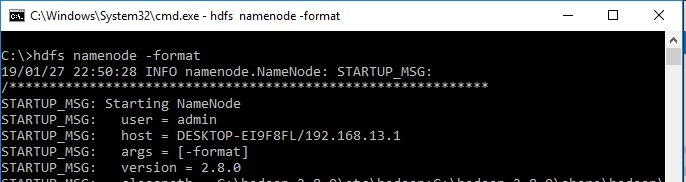 C:\Windows\System32\cmd.exe - hdfs namenode -format
C:\>hdfs namenode -format
19/01/27 22:50:28 INFO namenode.NameNode: STARTUP_MSG:
/************************************************************
STARTUP_MSG: Starting NameNode
STARTUP_MSG:   user = admin
STARTUP_MSG:   host = DESKTOP-EI9F8FL/192.168.13.1
STARTUP_MSG:   args = [-format]
STARTUP_MSG:   version = 2.8.0